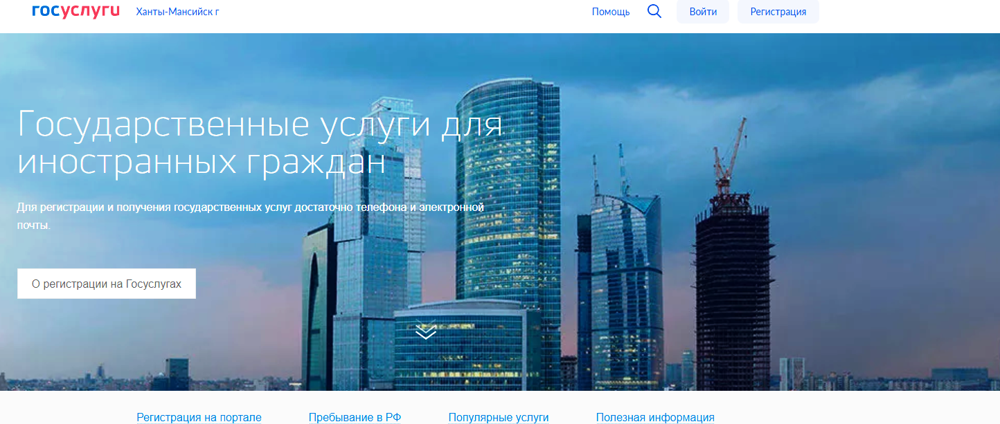 госуслуги Ханты-Мансийск г Помощь Войти Регистрация
Государственные услуги для
иностранных граждан
Для регистрации и получения государственных услуг достаточно телефона и электронной
почты.
О регистрации на Госуслугах
Регистрация на портале Пребывание в РФ Популярные услуги Полезная информация